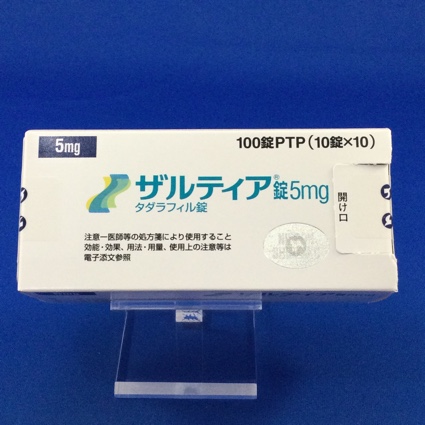 5mg
100錠PTP(10錠×10)
ザルティア®錠5mg
タダラフィル錠
開け口
注意ー医師等の処方箋により使用すること
効能・効果、用法・用量、使用上の注意等は
電子添文参照